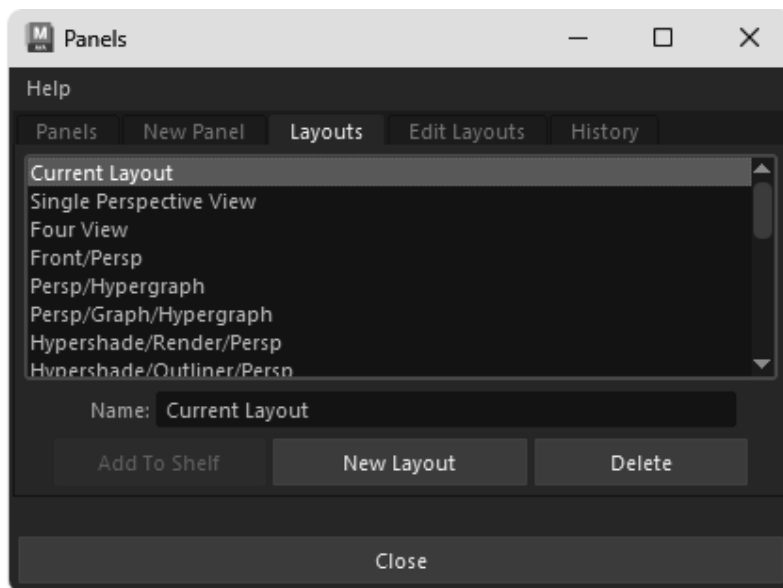 Panels
Help
Panels New Panel Layouts Edit Layouts History
Current Layout
Single Perspective View
Four View
Front/Persp
Persp/Hypergraph
Persp/Graph/Hypergraph
Hypershade/Render/Persp
Hypershade/Outliner/Persp
Name: Current Layout
Add To Shelf New Layout Delete
Close